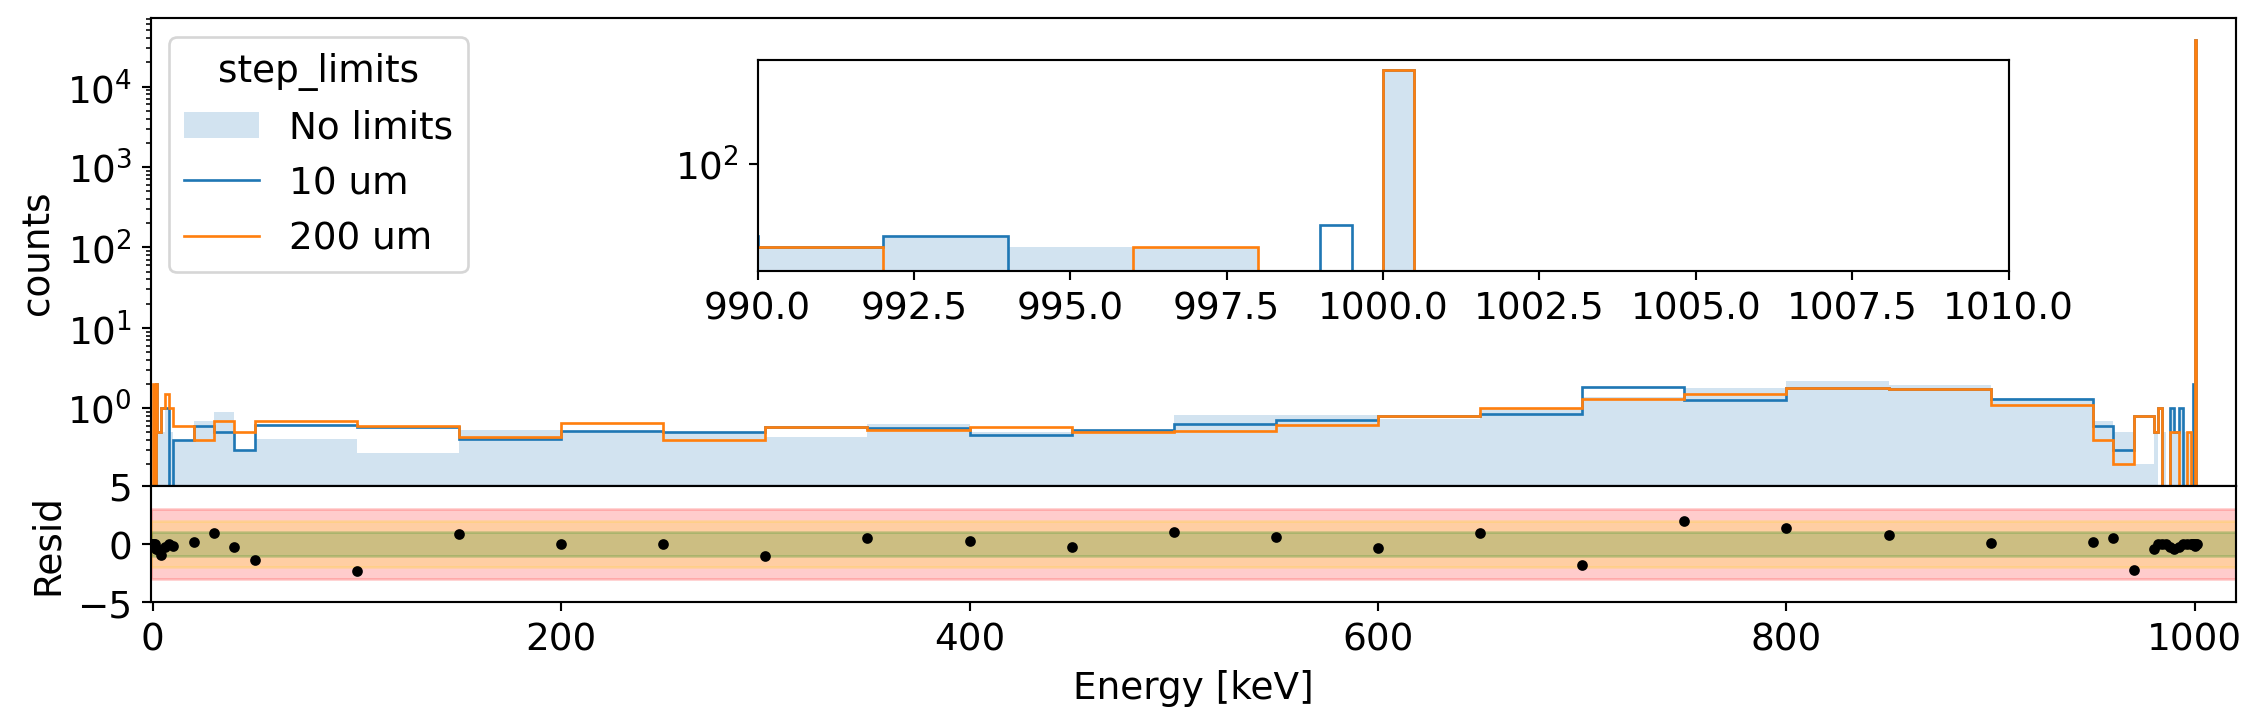 step_limits
No limits
10 um
200 um
counts
10^4
10^3
10^2
10^1
10^0
10^2
990.0 992.5 995.0 997.5 1000.0 1002.5 1005.0 1007.5 1010.0
Resid
5
0
−5
0 200 400 600 800 1000
Energy [keV]